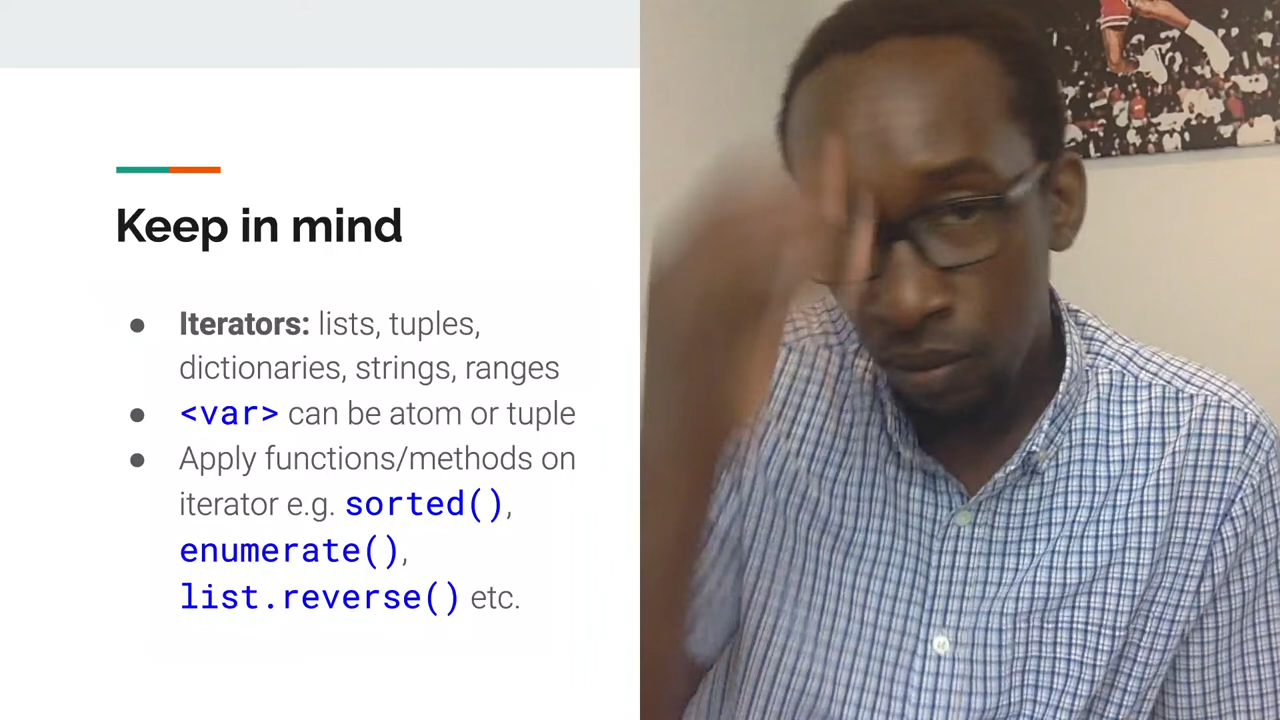 Keep in mind
● Iterators: lists, tuples,
dictionaries, strings, ranges
● <var> can be atom or tuple
● Apply functions/methods on
iterator e.g. sorted(),
enumerate(),
list.reverse() etc.